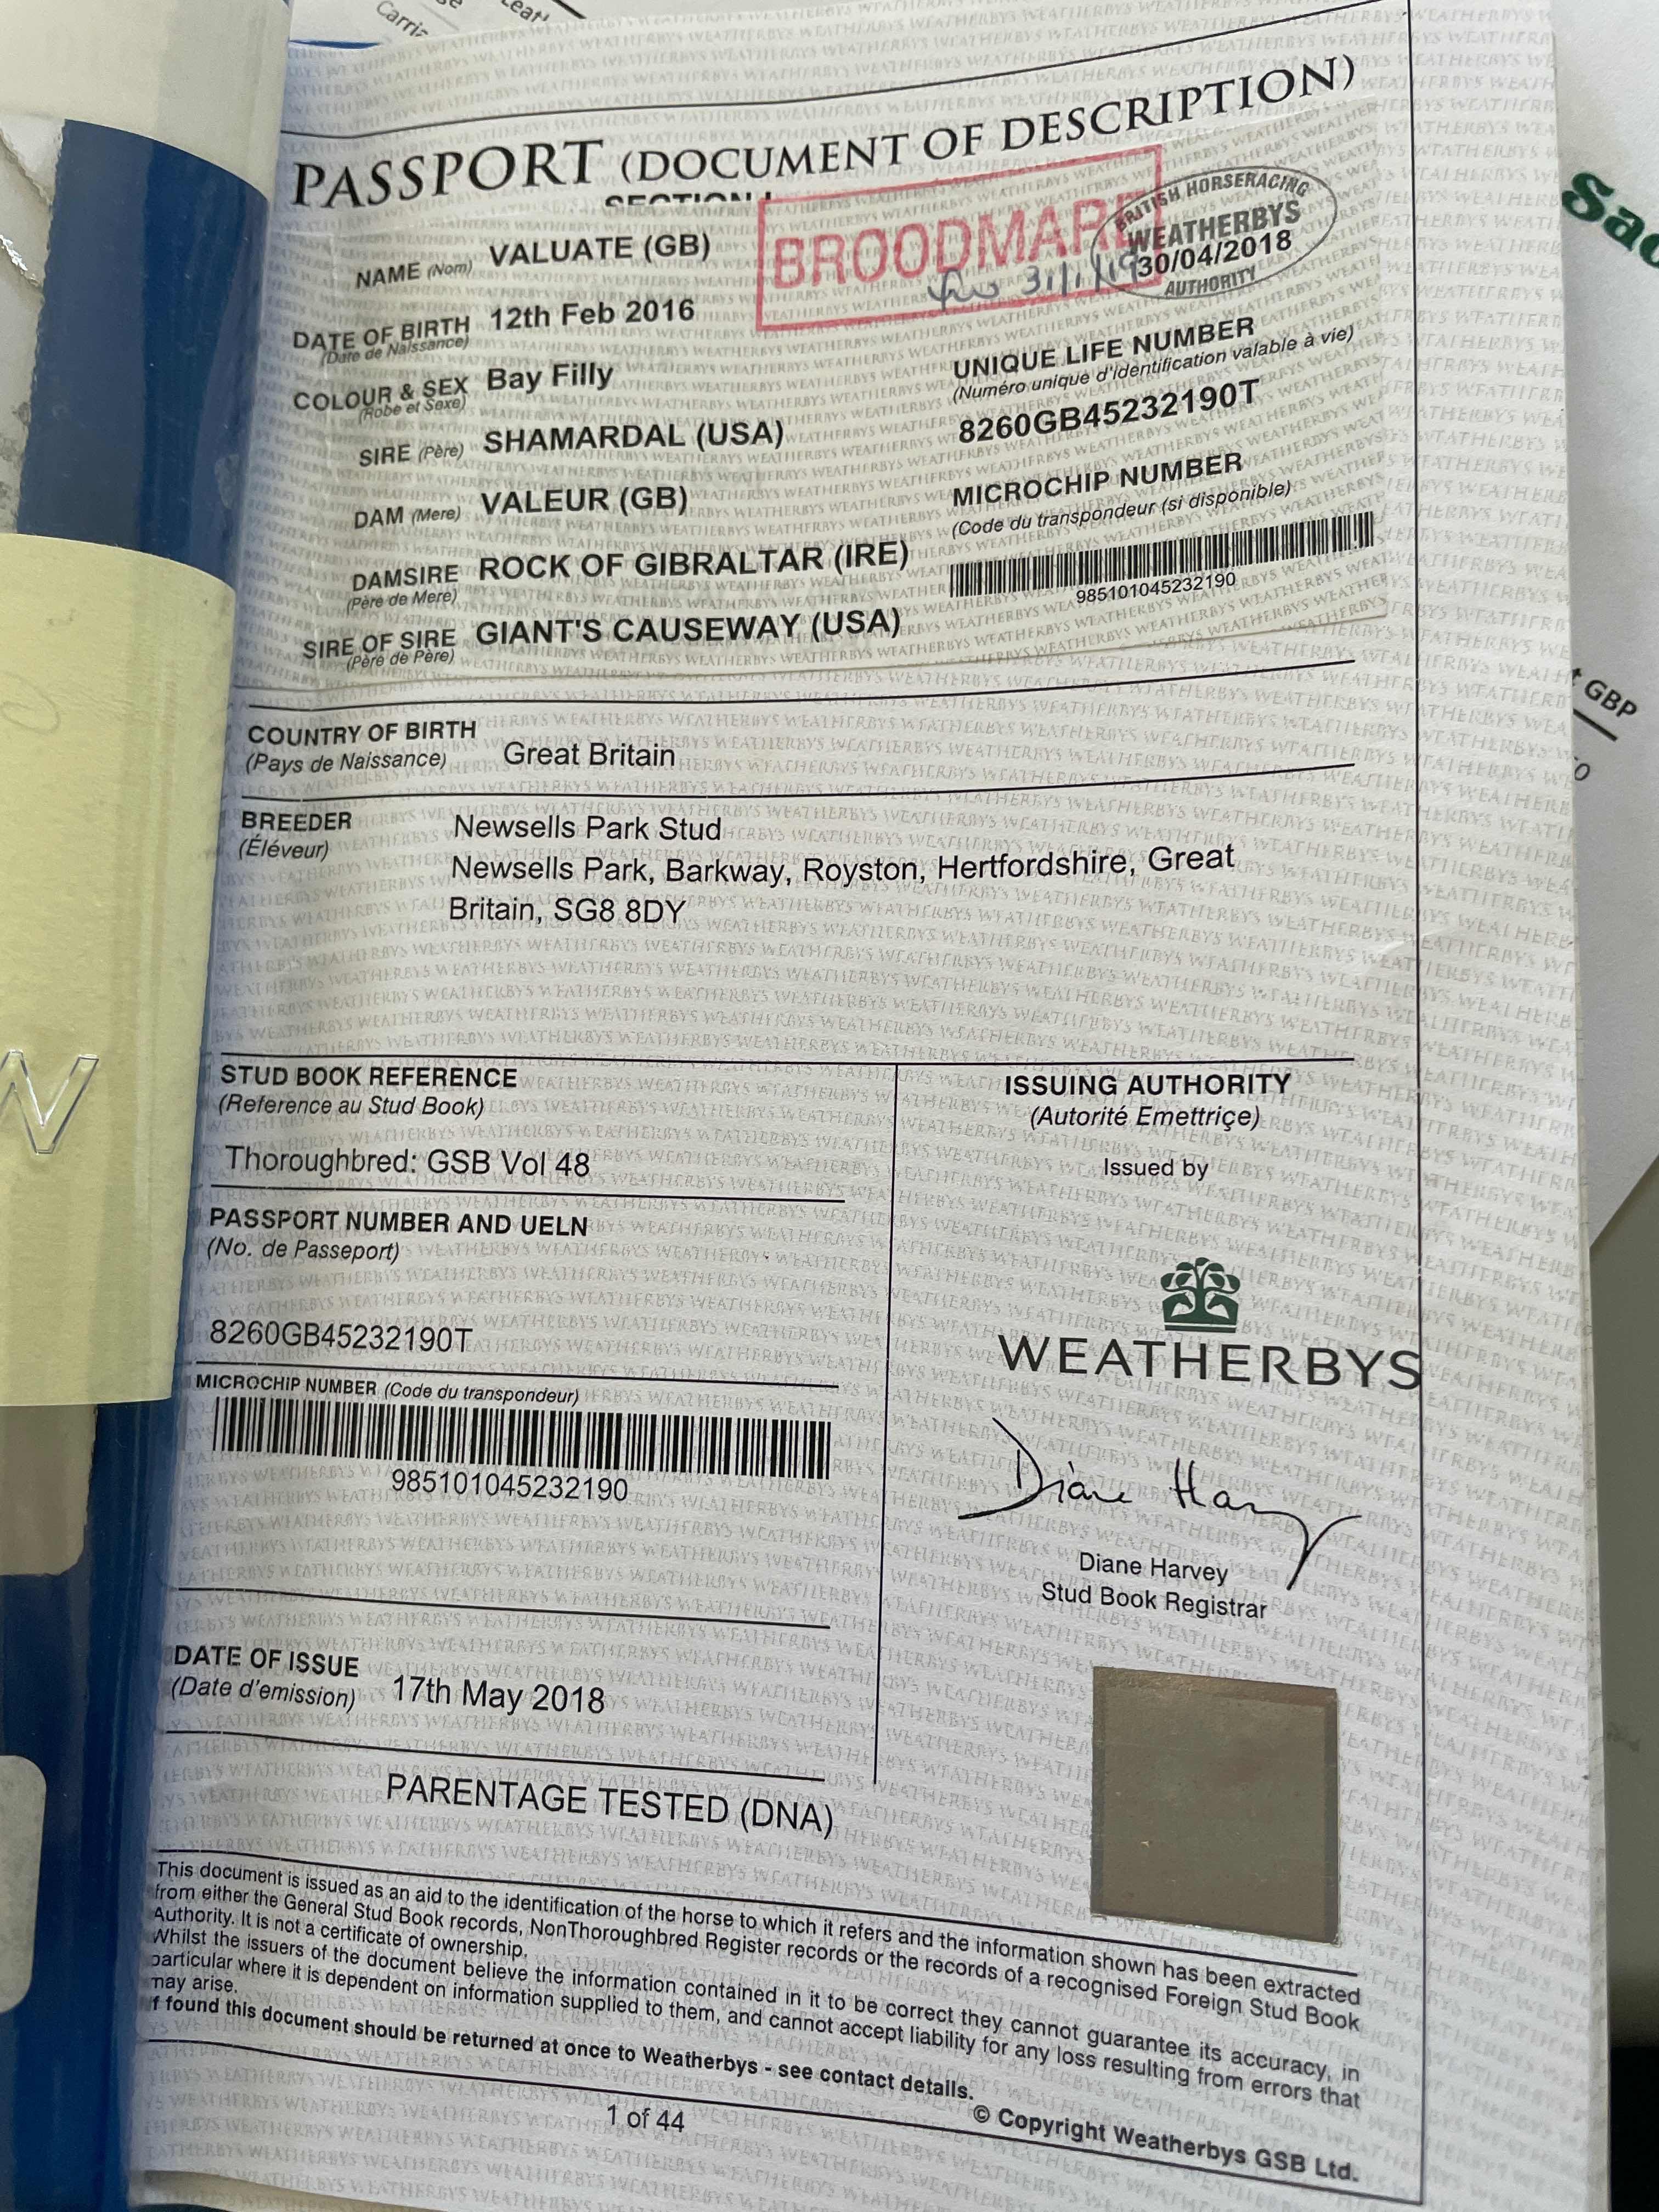 PASSPORT (DOCUMENT OF DESCRIPTION)
SECTION I
BROODMARE
31/1/19
BRITISH HORSERACING
WEATHERBYS
30/04/2018
AUTHORITY
NAME (Nom) VALUATE (GB)
DATE OF BIRTH 12th Feb 2016
(Date de Naissance)
COLOUR & SEX Bay Filly
(Robe et Sexe)
SIRE (Père) SHAMARDAL (USA)
DAM (Mere) VALEUR (GB)
DAMSIRE ROCK OF GIBRALTAR (IRE)
(Père de Mere)
SIRE OF SIRE GIANT'S CAUSEWAY (USA)
(Père de Père)
UNIQUE LIFE NUMBER
(Numéro unique d'identification valable à vie)
8260GB45232190T
MICROCHIP NUMBER
(Code du transpondeur (si disponible)
985101045232190
COUNTRY OF BIRTH
(Pays de Naissance) Great Britain
BREEDER Newsells Park Stud
(Éléveur) Newsells Park, Barkway, Royston, Hertfordshire, Great
Britain, SG8 8DY
STUD BOOK REFERENCE
(Reference au Stud Book)
Thoroughbred: GSB Vol 48
PASSPORT NUMBER AND UELN
(No. de Passeport)
8260GB45232190T
MICROCHIP NUMBER (Code du transpondeur)
985101045232190
DATE OF ISSUE
(Date d'emission) 17th May 2018
PARENTAGE TESTED (DNA)
ISSUING AUTHORITY
(Autorité Emettriçe)
Issued by
WEATHERBYS
Diane Harvey
Diane Harvey
Stud Book Registrar
This document is issued as an aid to the identification of the horse to which it refers and the information shown has been extracted
from either the General Stud Book records, NonThoroughbred Register records or the records of a recognised Foreign Stud Book
Authority. It is not a certificate of ownership.
Whilst the issuers of the document believe the information contained in it to be correct they cannot guarantee its accuracy, in
particular where it is dependent on information supplied to them, and cannot accept liability for any loss resulting from errors that
may arise.
f found this document should be returned at once to Weatherbys - see contact details.
1 of 44
© Copyright Weatherbys GSB Ltd.
GBP